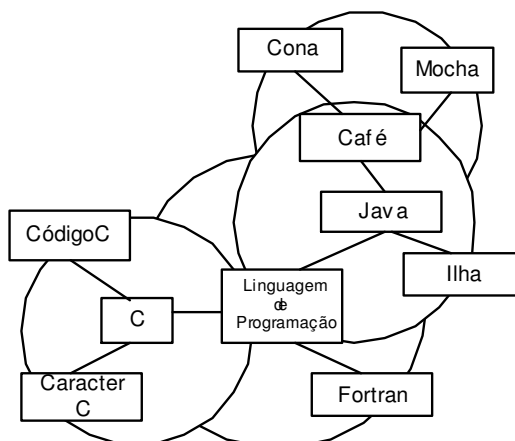 Cona
Mocha
Café
Java
CódigoC
Ilha
Linguagem
de
Programação
C
Caracter
C
Fortran